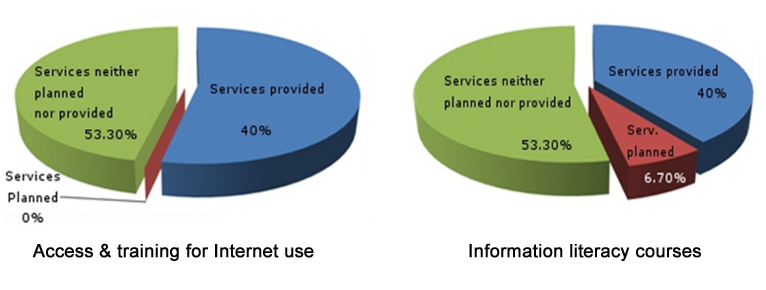 Services neither
planned
nor provided
53.30%
Services provided
40%
Services
Planned
0%
Access & training for Internet use
Services neither
planned nor provided
53.30%
Services provided
40%
Serv.
planned
6.70%
Information literacy courses